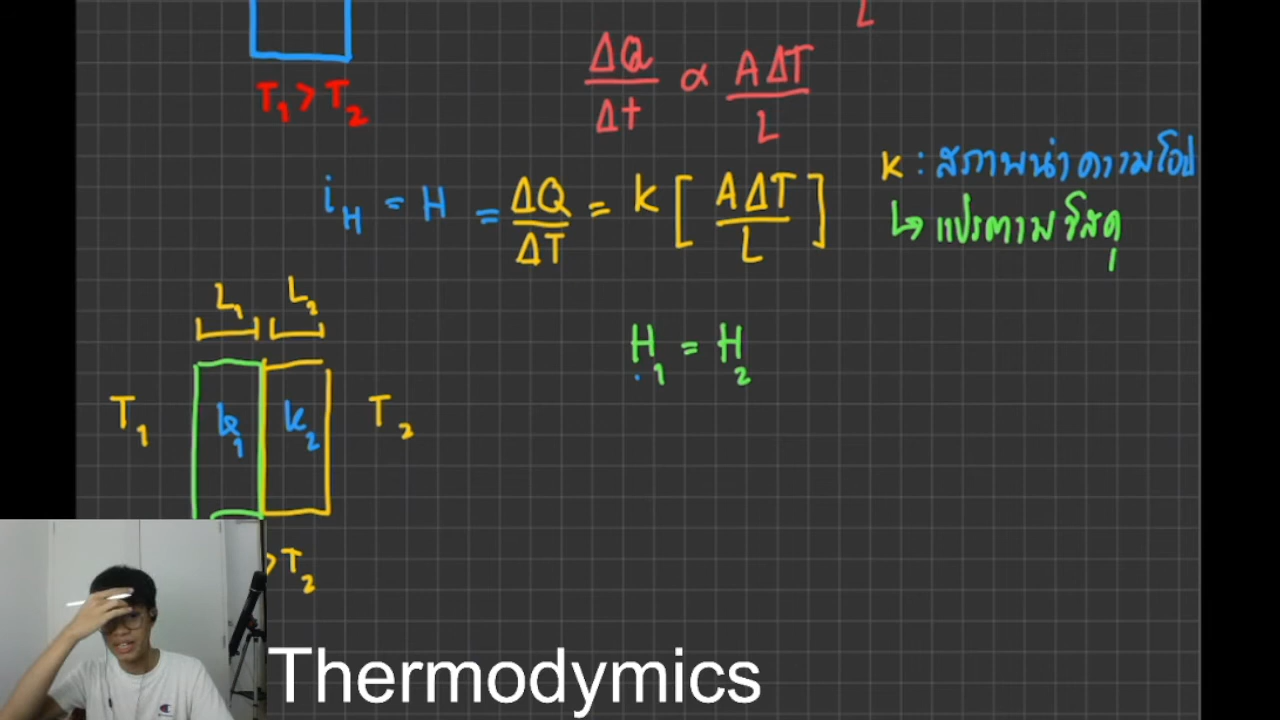 L
T₁ > T₂
ΔQ/Δt ∝ AΔT/L
i_H = H = ΔQ/ΔT = k [ AΔT/L ]
k : สภาพนำความร้อน
↳ แปรตามวัสดุ
L₁ L₂
H₁ = H₂
T₁ k₁ k₂ T₂
> T₂
Thermodymics